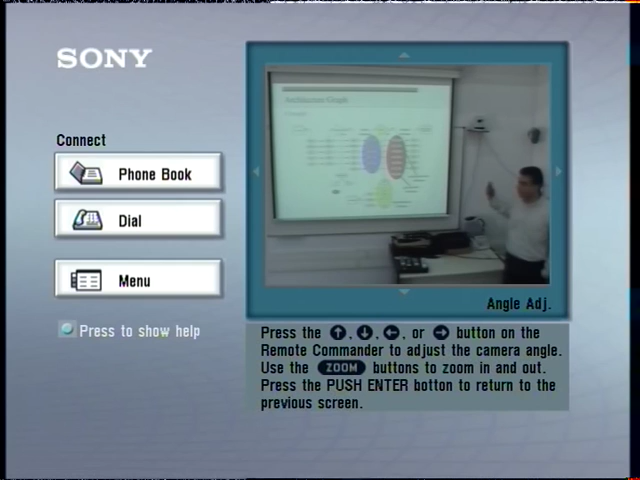 SONY
Connect
Phone Book
Dial
Menu
Press to show help
Architecture Graph
Angle Adj.
Press the ↑, ↓, ←, or → button on the
Remote Commander to adjust the camera angle.
Use the ZOOM buttons to zoom in and out.
Press the PUSH ENTER botton to return to the
previous screen.